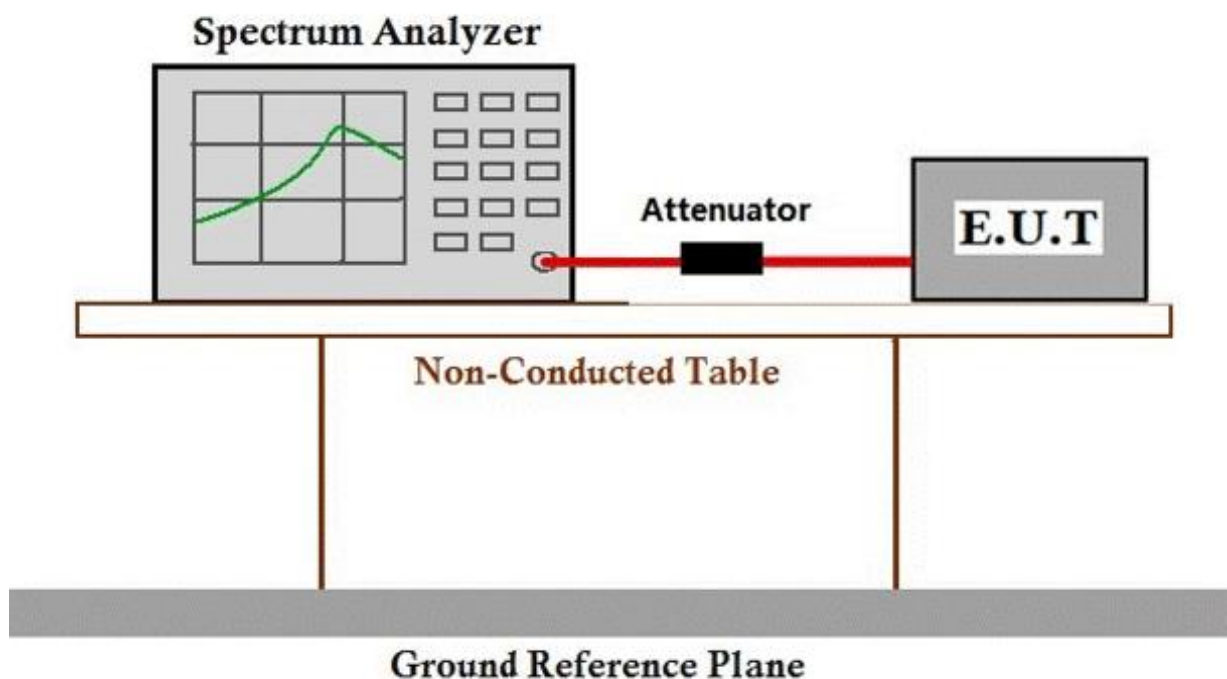 Spectrum Analyzer
Attenuator
E.U.T
Non-Conducted Table
Ground Reference Plane